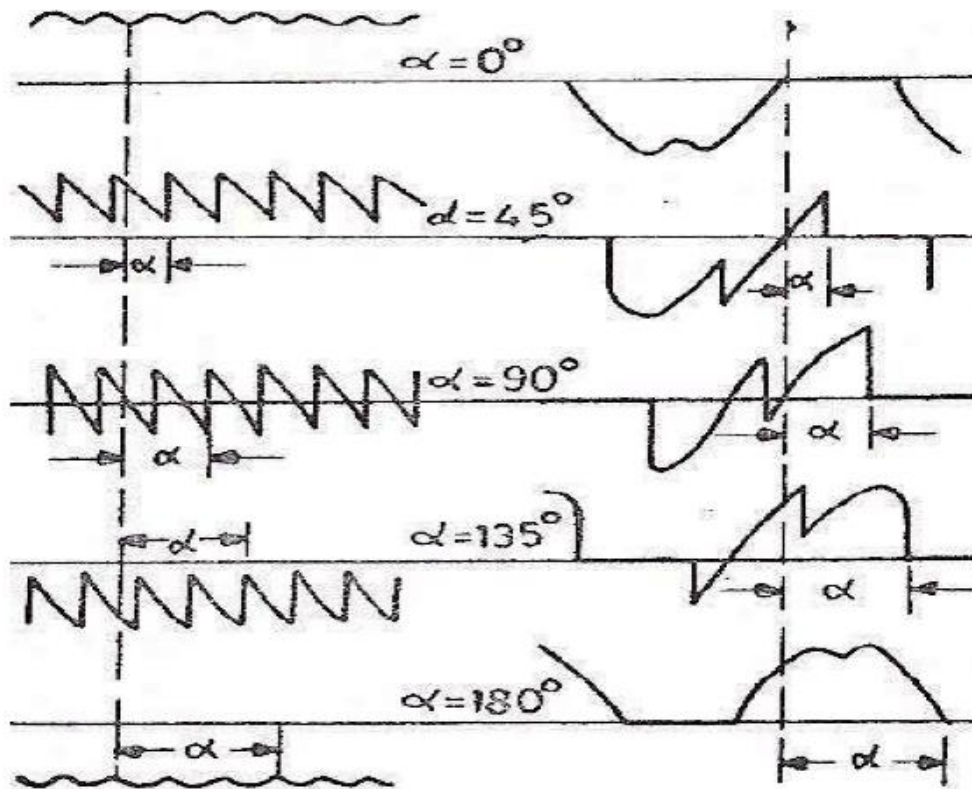 α = 0°
α = 45°
α
α
α = 90°
α
α
α
α = 135°
α
α = 180°
α
α